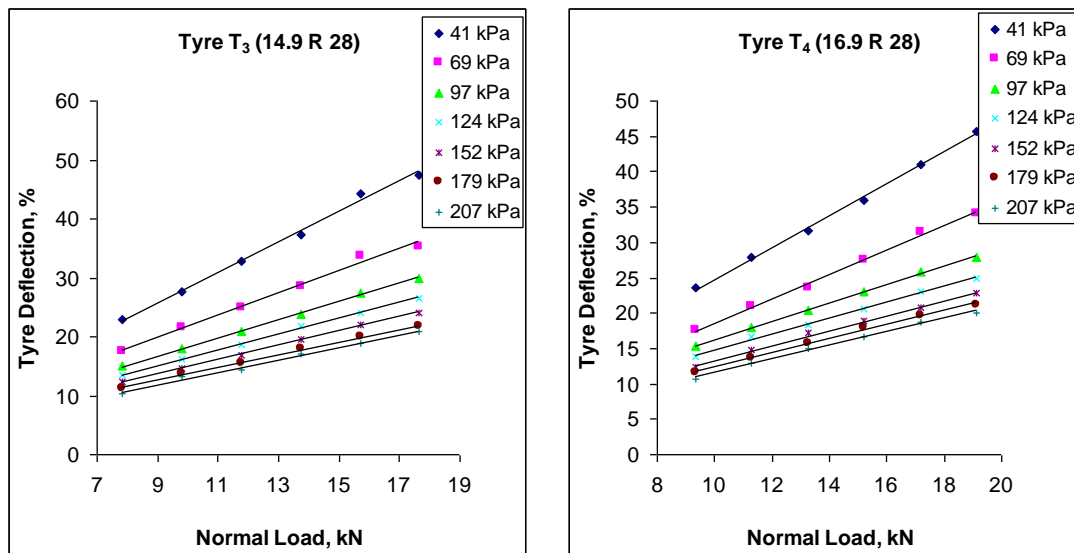 Tyre T₃ (14.9 R 28)
41 kPa
69 kPa
97 kPa
124 kPa
152 kPa
179 kPa
207 kPa
Tyre Deflection, %
60
50
40
30
20
10
0
7 9 11 13 15 17 19
Normal Load, kN
Tyre T₄ (16.9 R 28)
41 kPa
69 kPa
97 kPa
124 kPa
152 kPa
179 kPa
207 kPa
Tyre Deflection, %
50
45
40
35
30
25
20
15
10
5
0
8 10 12 14 16 18 20
Normal Load, kN